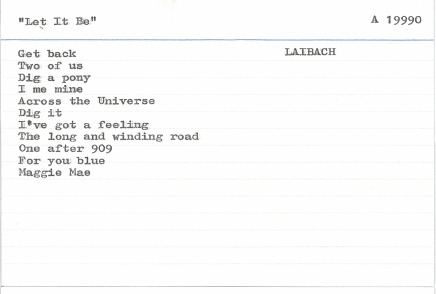 "Let It Be" A 19990
Get back LAIBACH
Two of us
Dig a pony
I me mine
Across the Universe
Dig it
I've got a feeling
The long and winding road
One after 909
For you blue
Maggie Mae